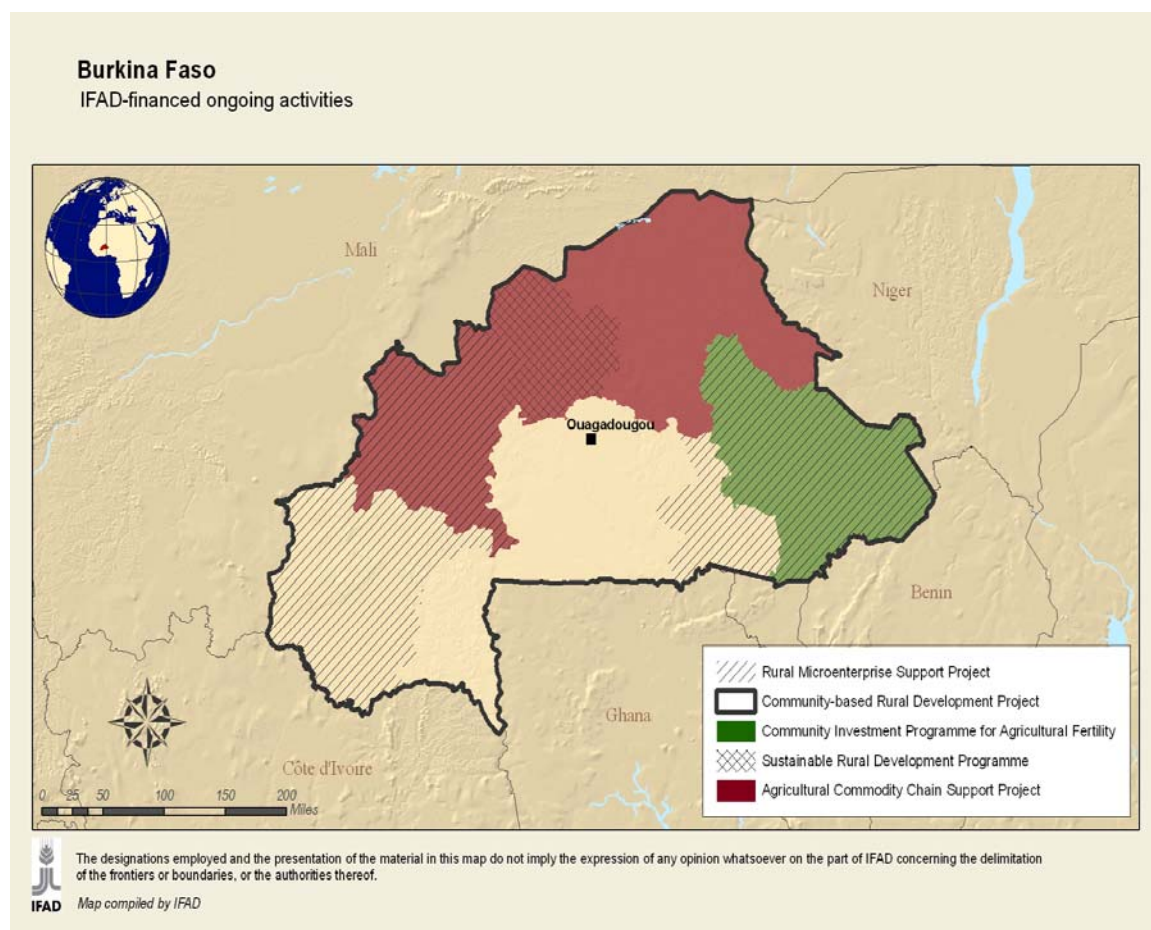 Burkina Faso
IFAD-financed ongoing activities
Mali
Niger
Ouagadougou
Benin
Ghana
Côte d'Ivoire
Rural Microenterprise Support Project
Community-based Rural Development Project
Community Investment Programme for Agricultural Fertility
Sustainable Rural Development Programme
Agricultural Commodity Chain Support Project
0 25 50 100 150 200
Miles
The designations employed and the presentation of the material in this map do not imply the expression of any opinion whatsoever on the part of IFAD concerning the delimitation
of the frontiers or boundaries, or the authorities thereof.
IFAD
Map compiled by IFAD